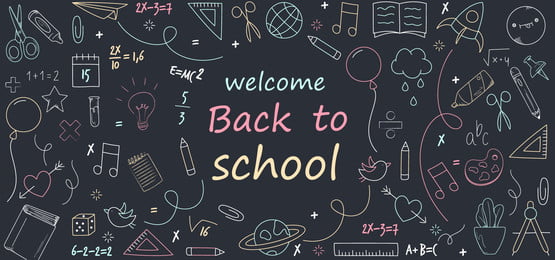 2X-3=7
2X
10 = 1,6
15
1+1=2
E=MC2
5
3
√x+4
welcome
Back to
school
abc
X
=
+
√16
X
6-2-2=2
2X-3=7
A+B=C